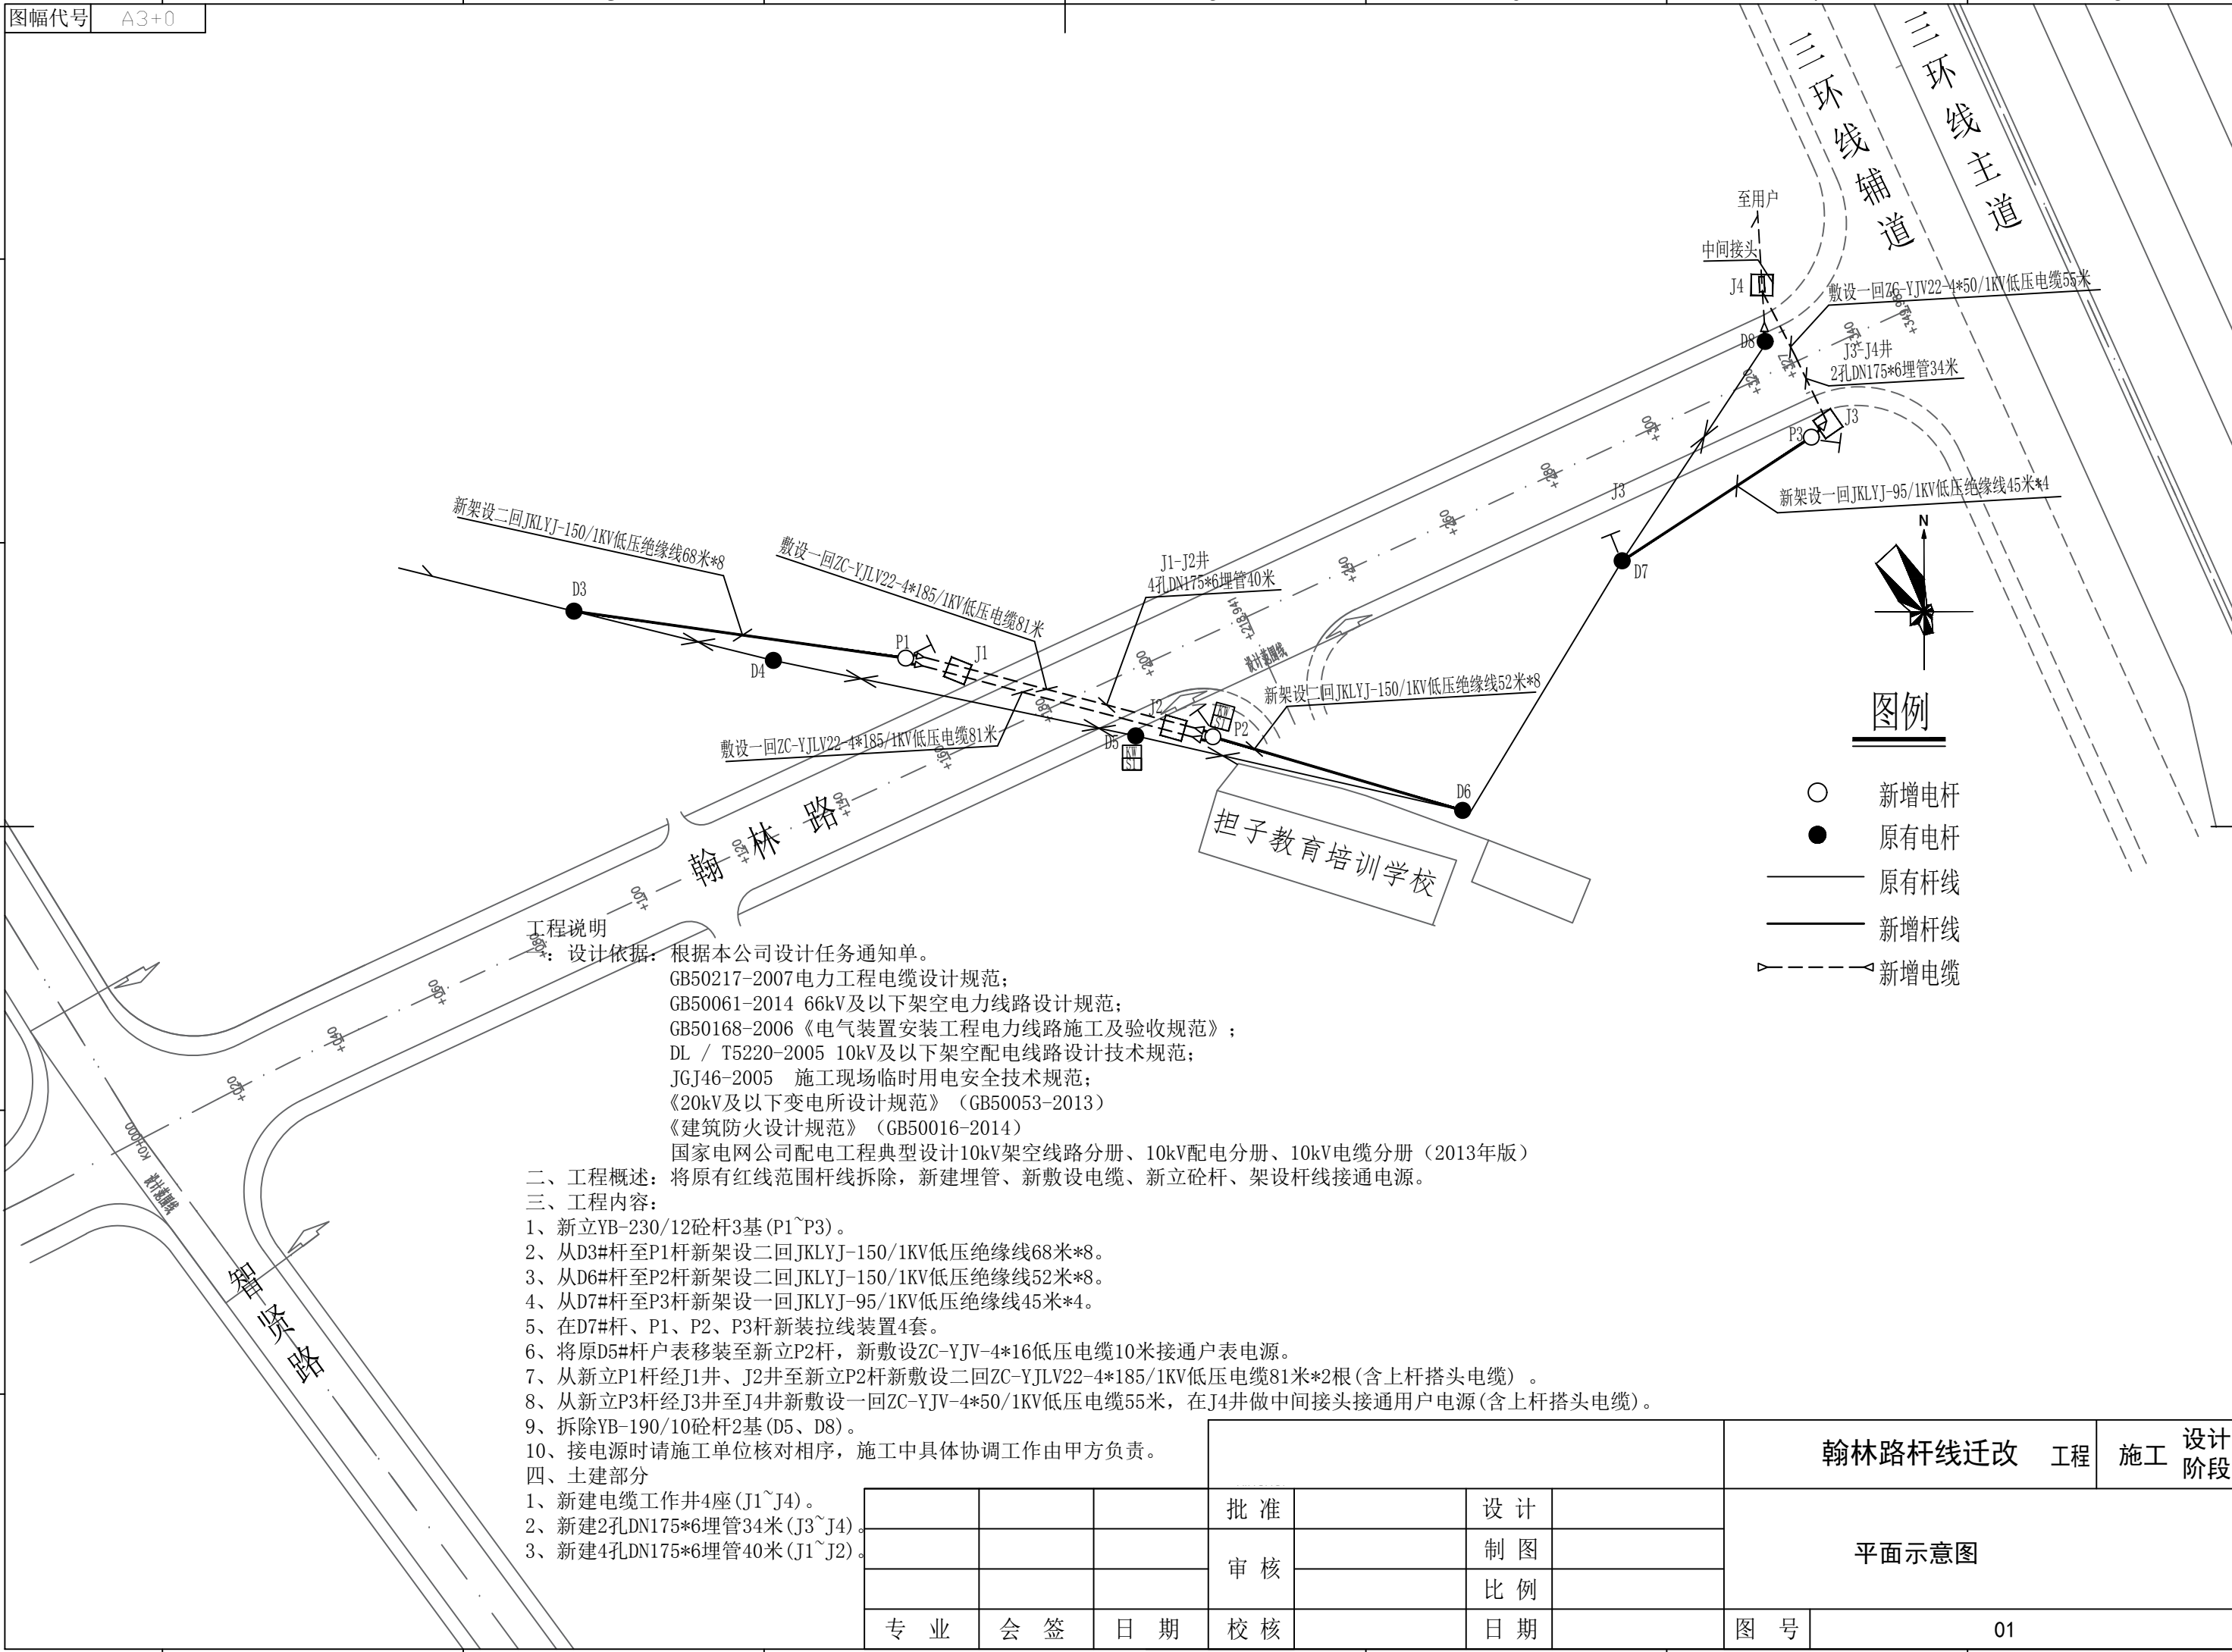 图幅代号 A3+0
三环线辅道
三环线主道
至用户
中间接头
J4
敷设一回ZC-YJV22-4*50/1KV低压电缆55米
D8
J3-J4井
2孔DN175*6埋管34米
+349.981
+340
+327
+320
+300
+280
+260
+240
+218.941
+200
+180
+160
+140
+120
+100
+080
+060
+040
+020
K0+000
J3
P3
J3
新架设一回JKLYJ-95/1KV低压绝缘线45米*4
N
D7
新架设二回JKLYJ-150/1KV低压绝缘线68米*8
敷设一回ZC-YJLV22-4*185/1KV低压电缆81米
J1-J2井
4孔DN175*6埋管40米
D3
P1
J1
D4
设计范围线
新架设二回JKLYJ-150/1KV低压绝缘线52米*8
J2
KW
S1
P2
D5
KW
S1
敷设一回ZC-YJLV22-4*185/1KV低压电缆81米
D6
担子教育培训学校
翰林路
设计范围线
智贤路
图例
新增电杆
原有电杆
原有杆线
新增杆线
新增电缆
工程说明
一: 设计依据: 根据本公司设计任务通知单。
GB50217-2007电力工程电缆设计规范;
GB50061-2014 66kV及以下架空电力线路设计规范;
GB50168-2006《电气装置安装工程电力线路施工及验收规范》;
DL / T5220-2005 10kV及以下架空配电线路设计技术规范;
JGJ46-2005 施工现场临时用电安全技术规范;
《20kV及以下变电所设计规范》（GB50053-2013）
《建筑防火设计规范》（GB50016-2014）
国家电网公司配电工程典型设计10kV架空线路分册、10kV配电分册、10kV电缆分册（2013年版）
二、工程概述: 将原有红线范围杆线拆除，新建埋管、新敷设电缆、新立砼杆、架设杆线接通电源。
三、工程内容:
1、新立YB-230/12砼杆3基(P1~P3)。
2、从D3#杆至P1杆新架设二回JKLYJ-150/1KV低压绝缘线68米*8。
3、从D6#杆至P2杆新架设二回JKLYJ-150/1KV低压绝缘线52米*8。
4、从D7#杆至P3杆新架设一回JKLYJ-95/1KV低压绝缘线45米*4。
5、在D7#杆、P1、P2、P3杆新装拉线装置4套。
6、将原D5#杆户表移装至新立P2杆，新敷设ZC-YJV-4*16低压电缆10米接通户表电源。
7、从新立P1杆经J1井、J2井至新立P2杆新敷设二回ZC-YJLV22-4*185/1KV低压电缆81米*2根(含上杆搭头电缆) 。
8、从新立P3杆经J3井至J4井新敷设一回ZC-YJV-4*50/1KV低压电缆55米，在J4井做中间接头接通用户电源(含上杆搭头电缆)。
9、拆除YB-190/10砼杆2基(D5、D8)。
10、接电源时请施工单位核对相序，施工中具体协调工作由甲方负责。
四、土建部分
1、新建电缆工作井4座(J1~J4)。
2、新建2孔DN175*6埋管34米(J3~J4)。
3、新建4孔DN175*6埋管40米(J1~J2)。
翰林路杆线迁改 工程 施工 设计阶段
批 准 设 计
制 图
审 核
比 例
平面示意图
专 业 会 签 日 期 校 核 日 期 图 号 01